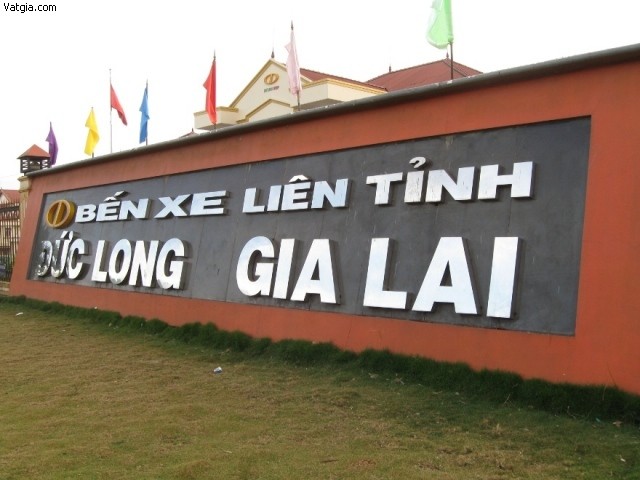 Vatgia.com
BẾN XE LIÊN TỈNH
ĐỨC LONG GIA LAI